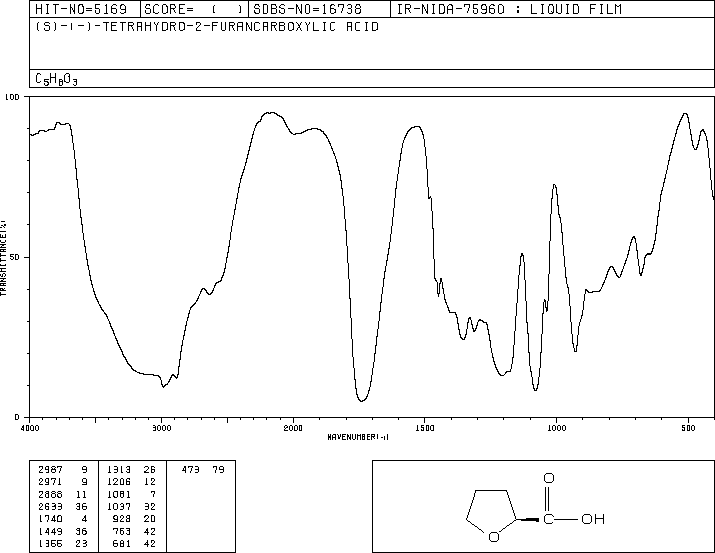 HIT-NO=5169 SCORE= ( ) SDBS-NO=16738 IR-NIDA-75960 : LIQUID FILM
(S)-(-)-TETRAHYDRO-2-FURANCARBOXYLIC ACID
C5H8O3
100
50
0
TRANSMITTANCE(%)
4000 3000 2000 1500 1000 500
WAVENUMBER(-1)
2987 9 1313 26 473 79
2971 9 1206 12
2888 11 1081 7
2633 36 1037 32
1740 4 928 20
1449 36 763 42
1355 23 681 42
O
C OH
O